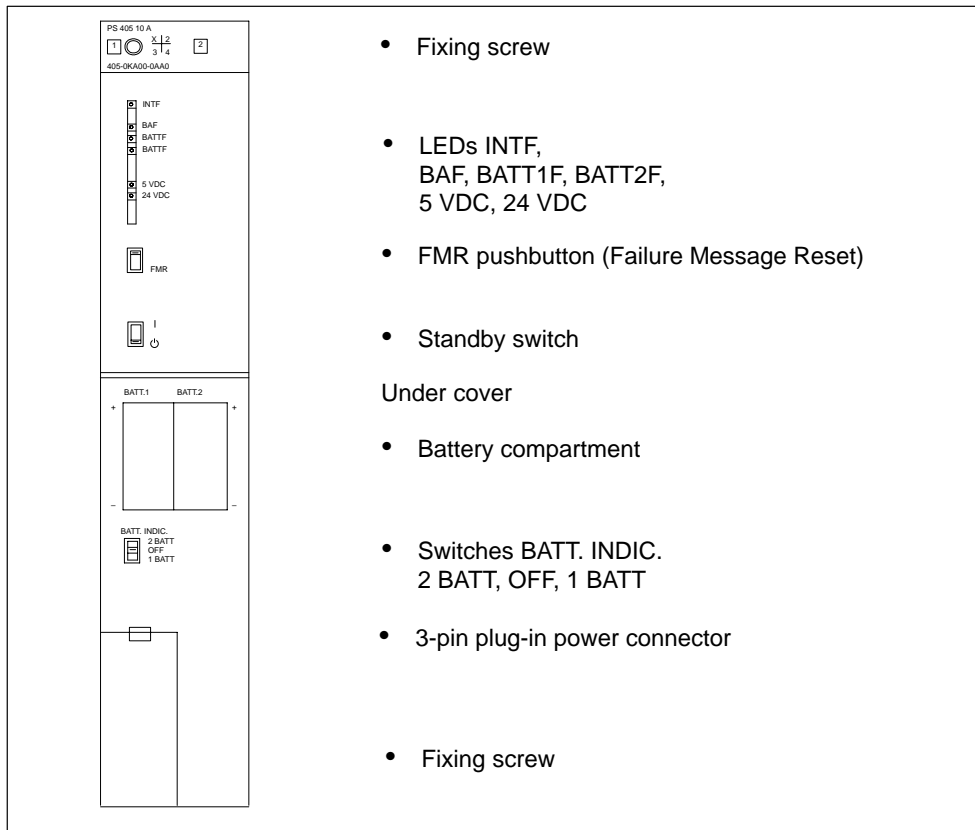 PS 405 10 A
1 X 2 3 4 2
405-0KA00-0AA0
INTF
BAF
BATTF
BATTF
5 VDC
24 VDC
FMR
I
BATT.1 BATT.2
+ +
– –
BATT. INDIC.
2 BATT
OFF
1 BATT
• Fixing screw
• LEDs INTF,
BAF, BATT1F, BATT2F,
5 VDC, 24 VDC
• FMR pushbutton (Failure Message Reset)
• Standby switch
Under cover
• Battery compartment
• Switches BATT. INDIC.
2 BATT, OFF, 1 BATT
• 3-pin plug-in power connector
• Fixing screw